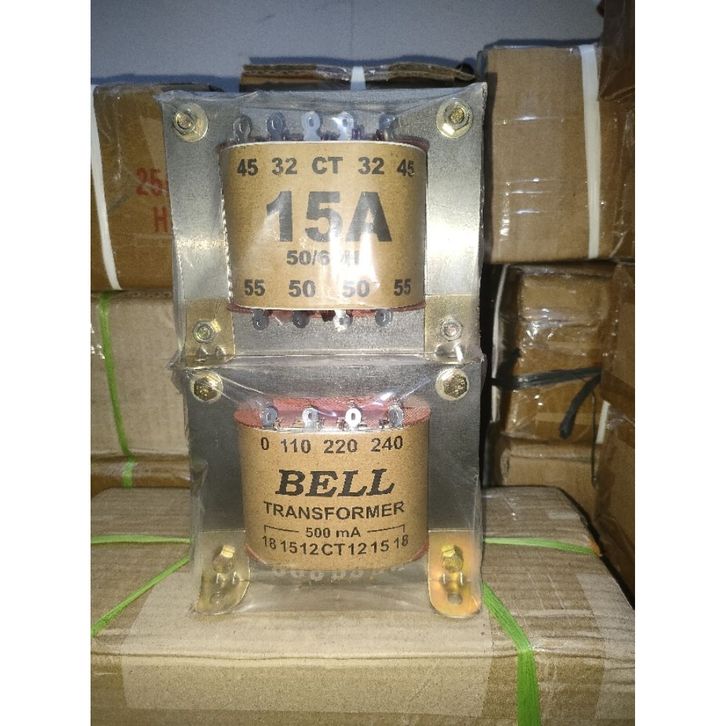 45 32 CT 32 45
15A
55 50 50 55
0 110 220 240
BELL
TRANSFORMER
500 mA
18 15 12 CT 12 15 18